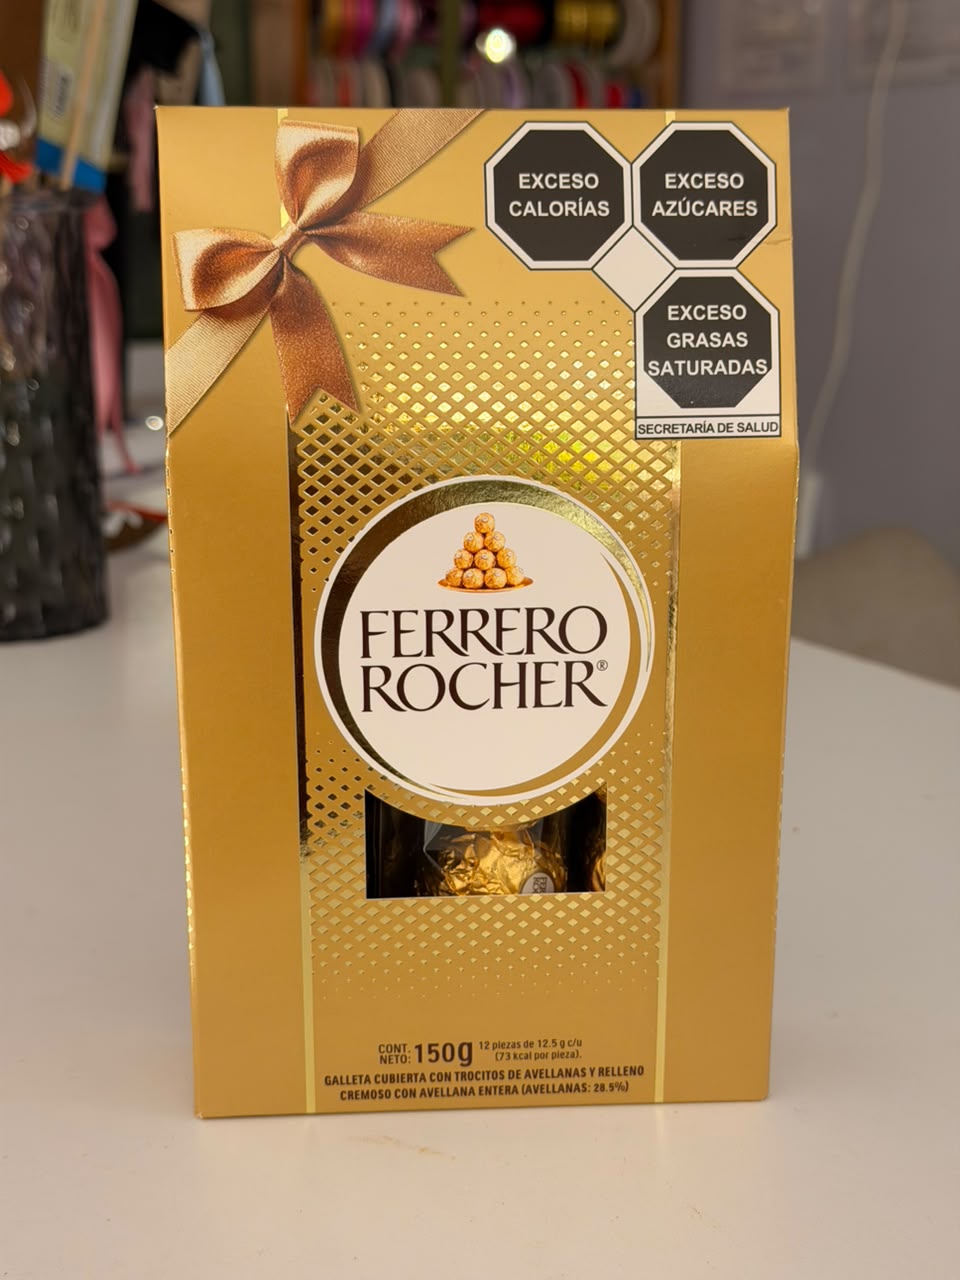 EXCESO
CALORÍAS
EXCESO
AZÚCARES
EXCESO
GRASAS
SATURADAS
SECRETARÍA DE SALUD
FERRERO
ROCHER®
CONT.
NETO: 150g
12 piezas de 12.5 g c/u
(73 kcal por pieza).
GALLETA CUBIERTA CON TROCITOS DE AVELLANAS Y RELLENO
CREMOSO CON AVELLANA ENTERA (AVELLANAS: 28.5%)